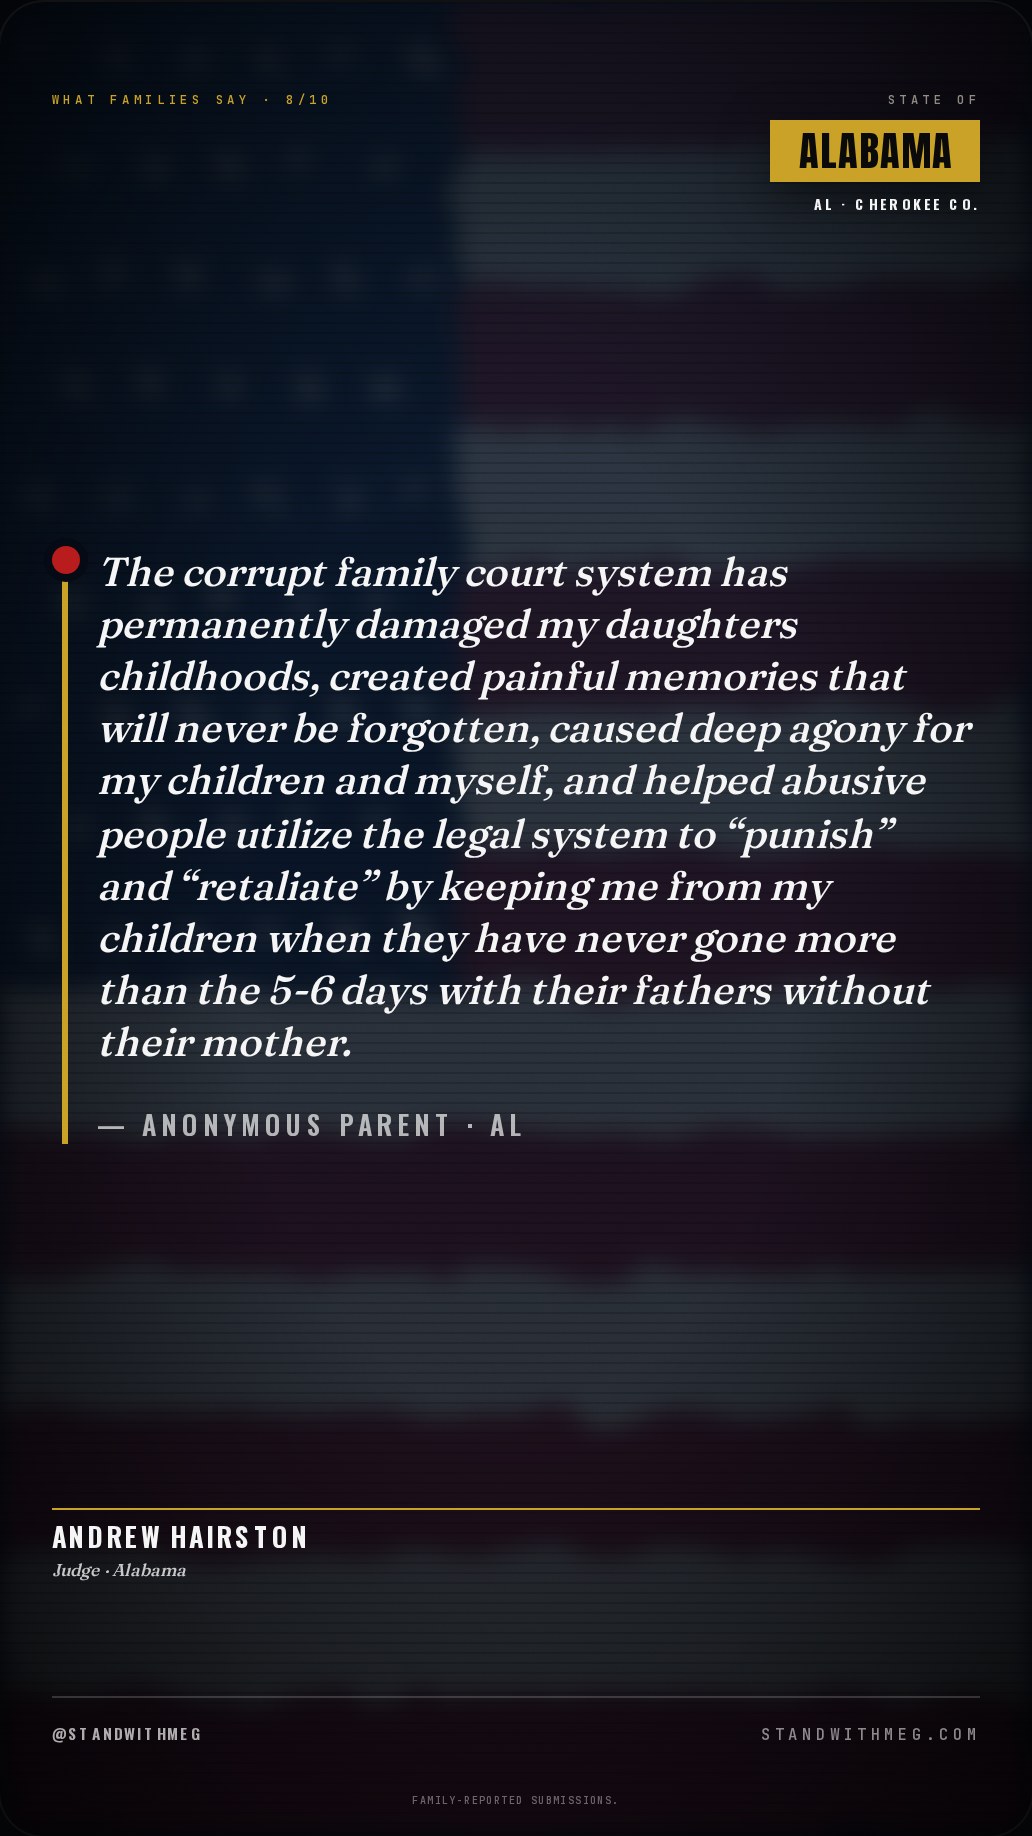 WHAT FAMILIES SAY · 8/10
STATE OF
ALABAMA
AL · CHEROKEE CO.
The corrupt family court system has
permanently damaged my daughters
childhoods, created painful memories that
will never be forgotten, caused deep agony for
my children and myself, and helped abusive
people utilize the legal system to “punish”
and “retaliate” by keeping me from my
children when they have never gone more
than the 5-6 days with their fathers without
their mother.
— ANONYMOUS PARENT · AL
ANDREW HAIRSTON
Judge · Alabama
@STANDWITHMEG
STANDWITHMEG.COM
FAMILY-REPORTED SUBMISSIONS.